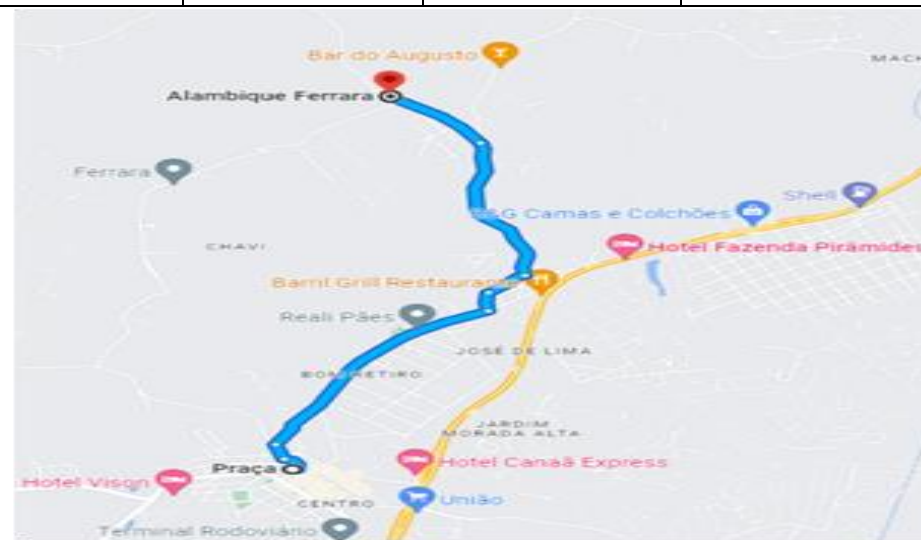 Bar do Augusto
MACH
Alambique Ferrara
Ferrara
Shell
G Camas e Colchões
CHAVI
Hotel Fazenda Pirâmides
Barril Grill Restaurante
Reali Pães
JOSÉ DE LIMA
BOM RETIRO
JARDIM
MORADA ALTA
Praça
Hotel Canaã Express
Hotel Vison
União
CENTRO
Terminal Rodoviário